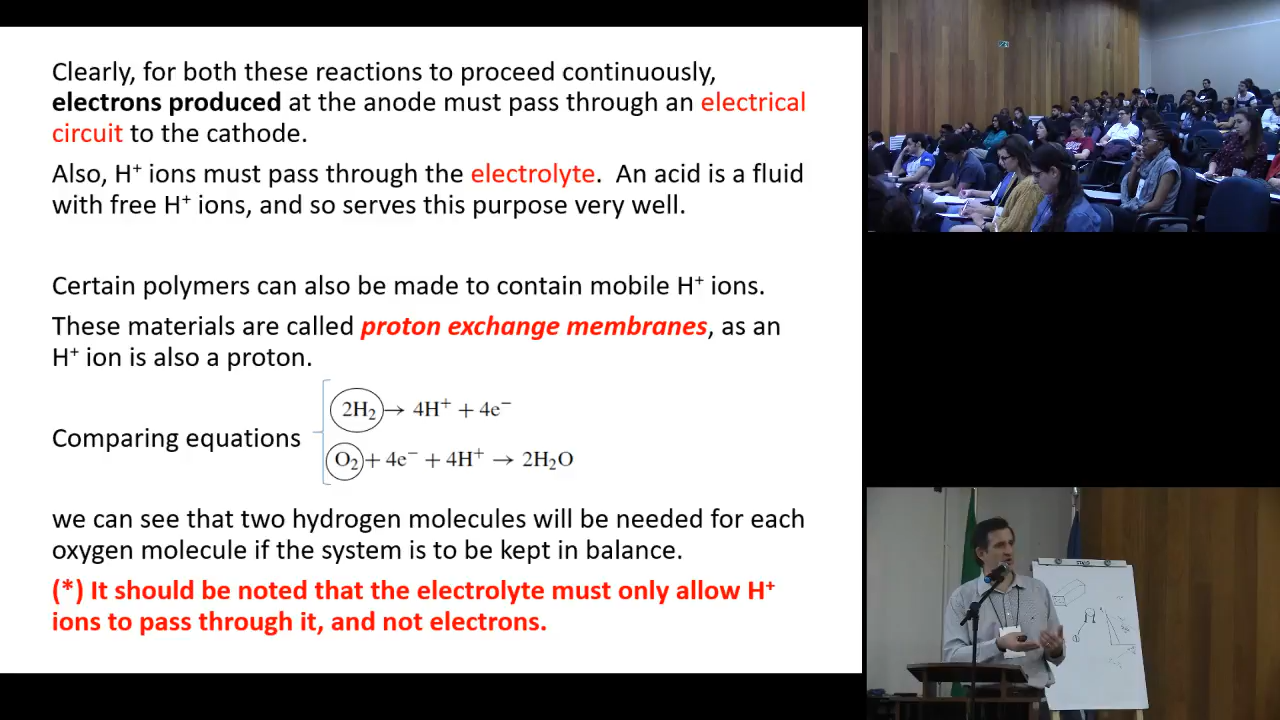 Clearly, for both these reactions to proceed continuously,
electrons produced at the anode must pass through an electrical
circuit to the cathode.
Also, H⁺ ions must pass through the electrolyte.  An acid is a fluid
with free H⁺ ions, and so serves this purpose very well.
Certain polymers can also be made to contain mobile H⁺ ions.
These materials are called proton exchange membranes, as an
H⁺ ion is also a proton.
2H₂ → 4H⁺ + 4e⁻
Comparing equations
O₂ + 4e⁻ + 4H⁺ → 2H₂O
we can see that two hydrogen molecules will be needed for each
oxygen molecule if the system is to be kept in balance.
(*) It should be noted that the electrolyte must only allow H⁺
ions to pass through it, and not electrons.